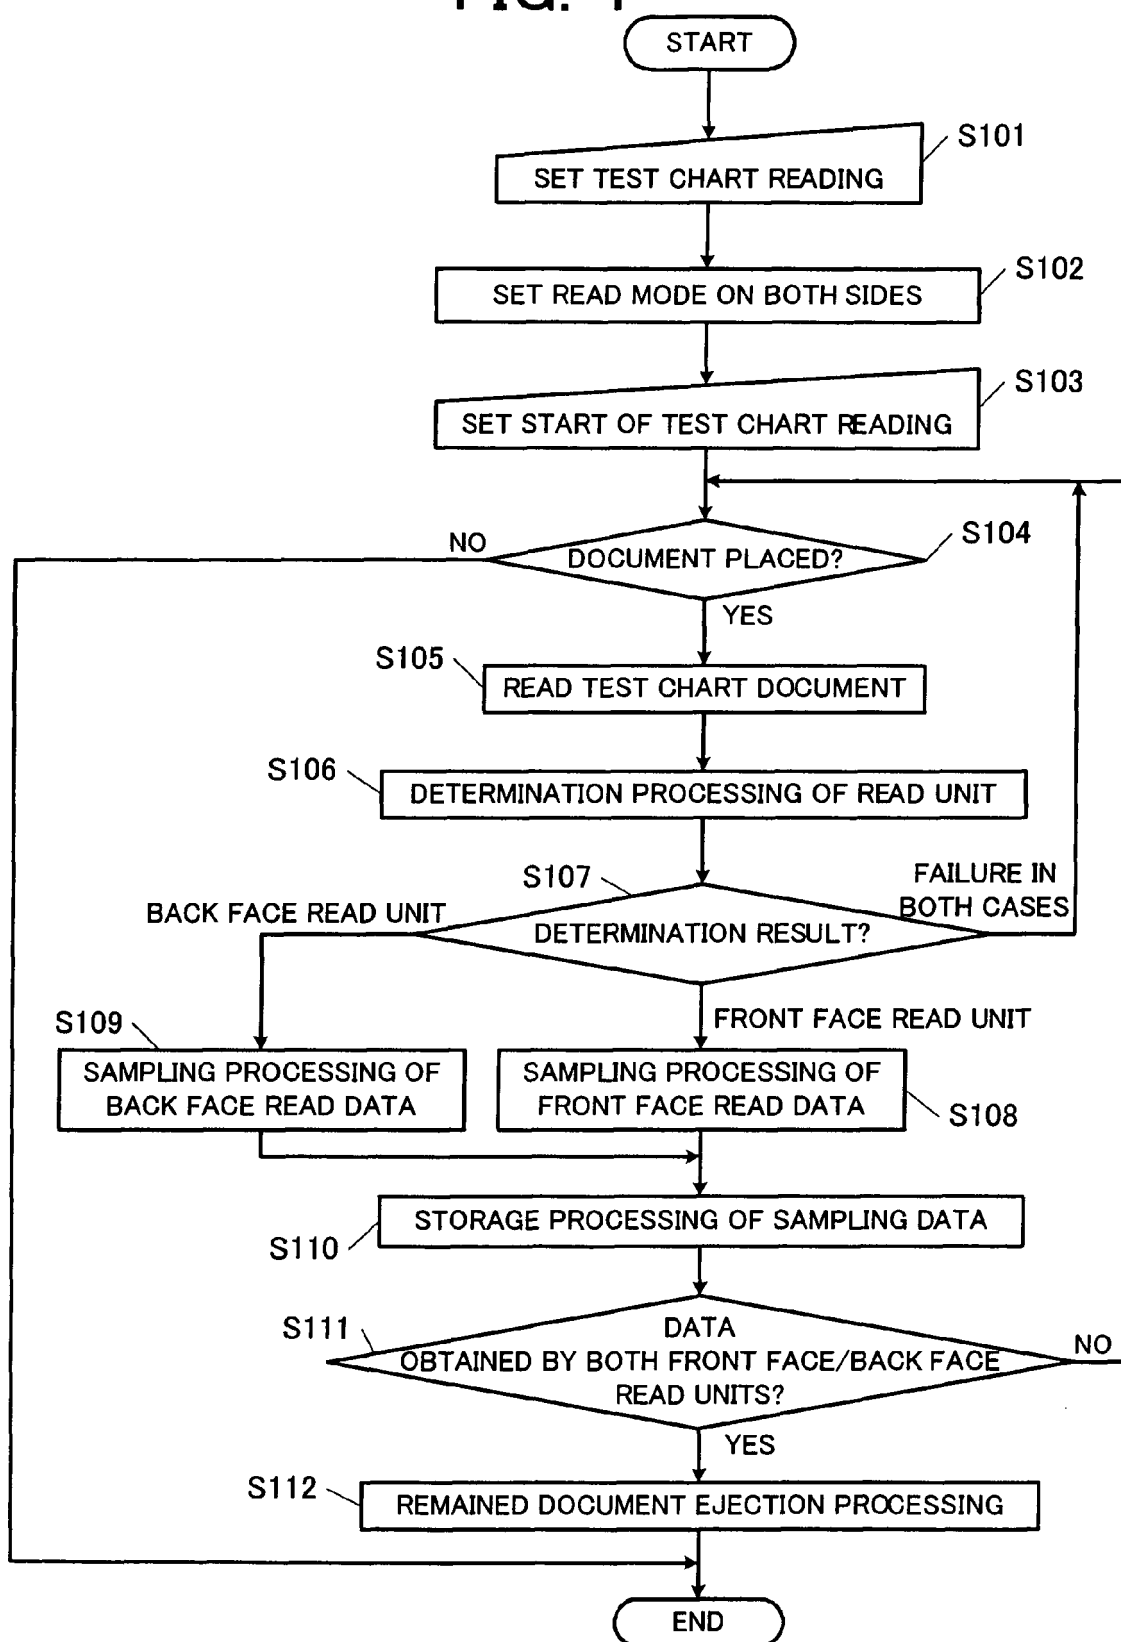 START
S101
SET TEST CHART READING
S102
SET READ MODE ON BOTH SIDES
S103
SET START OF TEST CHART READING
S104
NO
DOCUMENT PLACED?
YES
S105
READ TEST CHART DOCUMENT
S106
DETERMINATION PROCESSING OF READ UNIT
S107
FAILURE IN
BOTH CASES
BACK FACE READ UNIT
DETERMINATION RESULT?
FRONT FACE READ UNIT
S109
SAMPLING PROCESSING OF
BACK FACE READ DATA
SAMPLING PROCESSING OF
FRONT FACE READ DATA
S108
STORAGE PROCESSING OF SAMPLING DATA
S110
S111
DATA
OBTAINED BY BOTH FRONT FACE/BACK FACE
READ UNITS?
NO
YES
S112
REMAINED DOCUMENT EJECTION PROCESSING
END